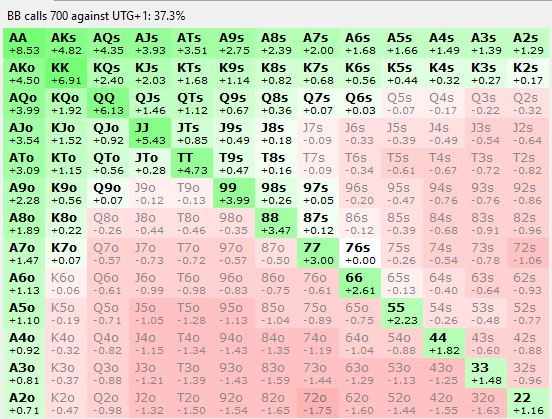 BB calls 700 against UTG+1: 37.3%
AA AKs AQs AJs ATs A9s A8s A7s A6s A5s A4s A3s A2s
+8.53 +4.82 +4.35 +3.93 +3.51 +2.75 +2.39 +2.00 +1.68 +1.66 +1.49 +1.39 +1.29
AKo KK KQs KJs KTs K9s K8s K7s K6s K5s K4s K3s K2s
+4.50 +6.91 +2.40 +2.03 +1.68 +1.14 +0.82 +0.68 +0.56 +0.44 +0.32 +0.27 +0.17
AQo KQo QQ QJs QTs Q9s Q8s Q7s Q6s Q5s Q4s Q3s Q2s
+3.99 +1.92 +6.13 +1.46 +1.12 +0.67 +0.36 +0.07 +0.03 -0.07 -0.17 -0.22 -0.32
AJo KJo QJo JJ JTs J9s J8s J7s J6s J5s J4s J3s J2s
+3.54 +1.52 +0.92 +5.43 +0.85 +0.49 +0.18 -0.09 -0.33 -0.39 -0.49 -0.54 -0.64
ATo KTo QTo JTo TT T9s T8s T7s T6s T5s T4s T3s T2s
+3.09 +1.15 +0.56 +0.28 +4.73 +0.47 +0.16 -0.09 -0.34 -0.61 -0.67 -0.72 -0.82
A9o K9o Q9o J9o T9o 99 98s 97s 96s 95s 94s 93s 92s
+2.28 +0.56 +0.07 -0.12 -0.13 +3.99 +0.26 +0.05 -0.20 -0.47 -0.76 -0.76 -0.86
A8o K8o Q8o J8o T8o 98o 88 87s 86s 85s 84s 83s 82s
+1.89 +0.22 -0.26 -0.44 -0.46 -0.35 +3.47 +0.12 -0.12 -0.39 -0.68 -0.91 -0.96
A7o K7o Q7o J7o T7o 97o 87o 77 76s 75s 74s 73s 72s
+1.47 +0.07 -0.57 -0.73 -0.72 -0.57 -0.50 +3.00 +0.00 -0.26 -0.54 -0.78 -1.06
A6o K6o Q6o J6o T6o 96o 86o 76o 66 65s 64s 63s 62s
+1.13 -0.06 -0.61 -0.99 -0.98 -0.83 -0.75 -0.61 +2.61 -0.13 -0.40 -0.64 -0.93
A5o K5o Q5o J5o T5o 95o 85o 75o 65o 55 54s 53s 52s
+1.10 -0.19 -0.71 -1.05 -1.28 -1.13 -1.04 -0.89 -0.75 +2.23 -0.26 -0.48 -0.77
A4o K4o Q4o J4o T4o 94o 84o 74o 64o 54o 44 43s 42s
+0.92 -0.32 -0.82 -1.15 -1.34 -1.43 -1.35 -1.19 -1.04 -0.88 +1.82 -0.60 -0.88
A3o K3o Q3o J3o T3o 93o 83o 73o 63o 53o 43o 33 32s
+0.81 -0.37 -0.88 -1.21 -1.39 -1.43 -1.59 -1.44 -1.29 -1.13 -1.25 +1.48 -0.96
A2o K2o Q2o J2o T2o 92o 82o 72o 62o 52o 42o 32o 22
+0.71 -0.47 -0.98 -1.32 -1.50 -1.54 -1.65 -1.75 -1.60 -1.44 -1.55 -1.63 +1.16